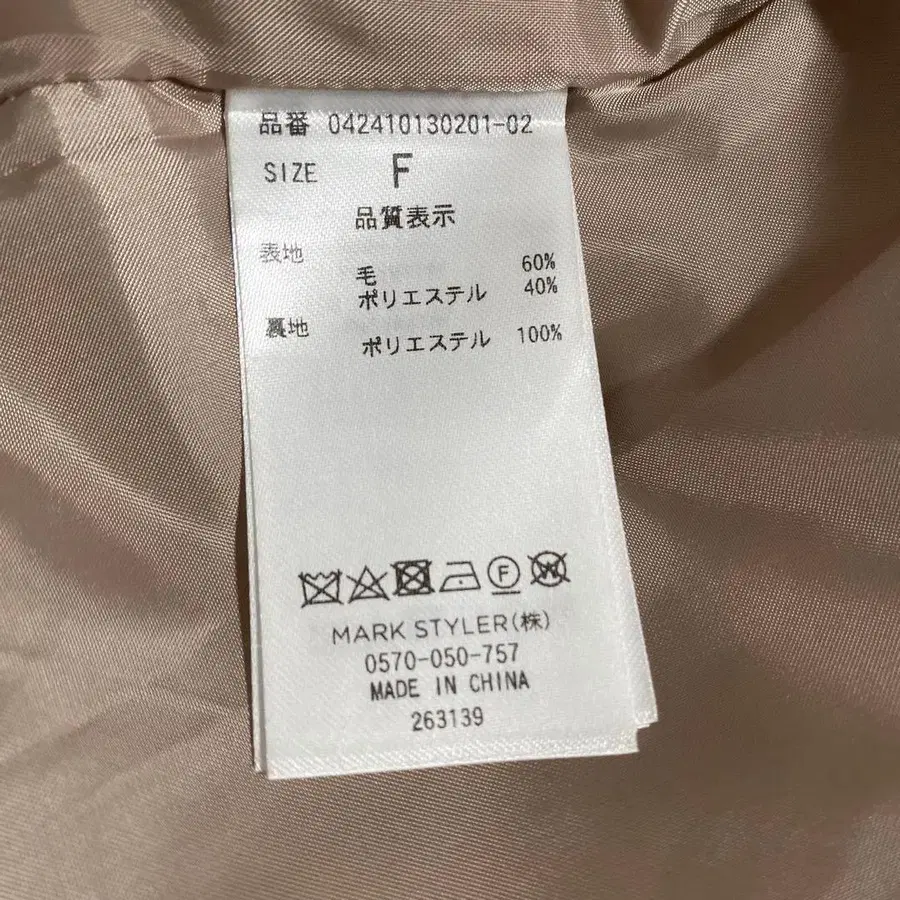 品番 042410130201-02
SIZE F
品質表示
表地
毛 60%
ポリエステル 40%
裏地
ポリエステル 100%
F W
MARK STYLER(株)
0570-050-757
MADE IN CHINA
263139